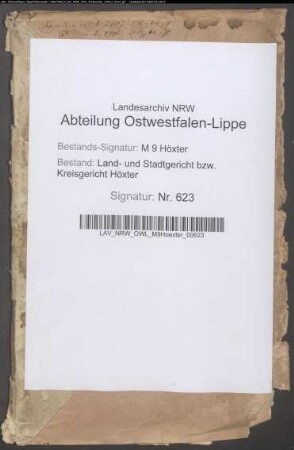 Landesarchiv NRW
Abteilung Ostwestfalen-Lippe
Bestands-Signatur: M 9 Höxter
Bestand: Land- und Stadtgericht bzw.
Kreisgericht Höxter
Signatur: Nr. 623
LAV_NRW_OWL_M9Hoexter_00623